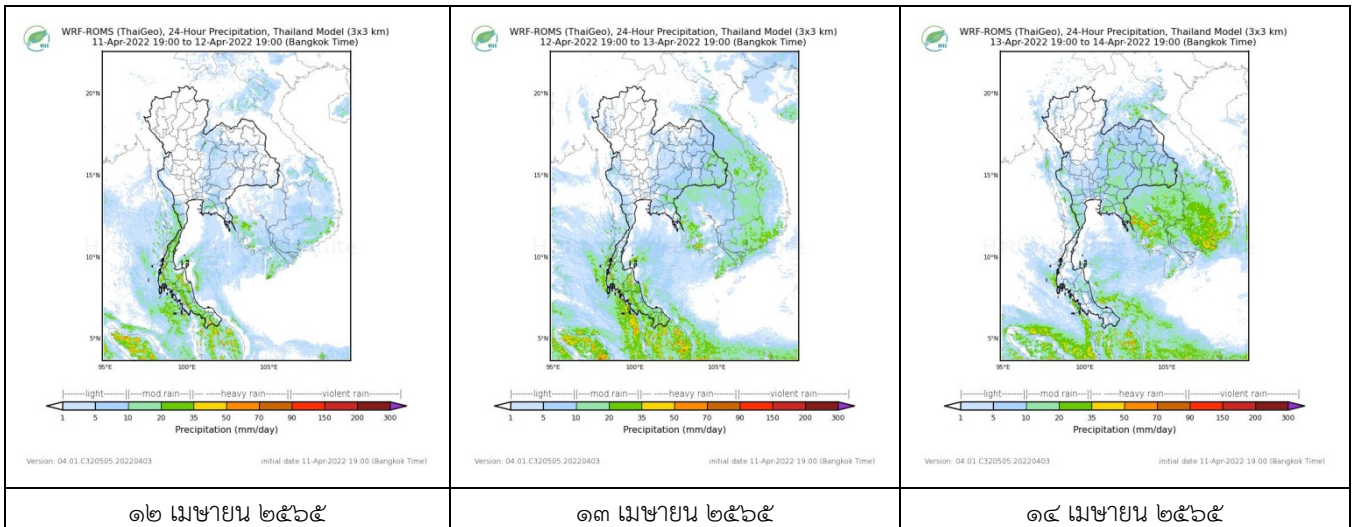 WRF-ROMS (ThaiGeo), 24-Hour Precipitation, Thailand Model (3x3 km)
11-Apr-2022 19:00 to 12-Apr-2022 19:00 (Bangkok Time)
HII
20°N
15°N
10°N
5°N
95°E 100°E 105°E
|-------light------||---mod.rain---||--- ---heavy rain---||-------violent rain-------|
1 5 10 20 35 50 70 90 150 200 300
Precipitation (mm/day)
Version: 04.01.C320505.20220403 initial date 11-Apr-2022 19:00 (Bangkok Time)
๑๒ เมษายน ๒๕๖๕
WRF-ROMS (ThaiGeo), 24-Hour Precipitation, Thailand Model (3x3 km)
12-Apr-2022 19:00 to 13-Apr-2022 19:00 (Bangkok Time)
HII
20°N
15°N
10°N
5°N
95°E 100°E 105°E
|-------light------||---mod.rain---||--- ---heavy rain---||-------violent rain-------|
1 5 10 20 35 50 70 90 150 200 300
Precipitation (mm/day)
Version: 04.01.C320505.20220403 initial date 11-Apr-2022 19:00 (Bangkok Time)
๑๓ เมษายน ๒๕๖๕
WRF-ROMS (ThaiGeo), 24-Hour Precipitation, Thailand Model (3x3 km)
13-Apr-2022 19:00 to 14-Apr-2022 19:00 (Bangkok Time)
HII
20°N
15°N
10°N
5°N
95°E 100°E 105°E
|-------light------||---mod.rain---||--- ---heavy rain---||-------violent rain-------|
1 5 10 20 35 50 70 90 150 200 300
Precipitation (mm/day)
Version: 04.01.C320505.20220403 initial date 11-Apr-2022 19:00 (Bangkok Time)
๑๔ เมษายน ๒๕๖๕